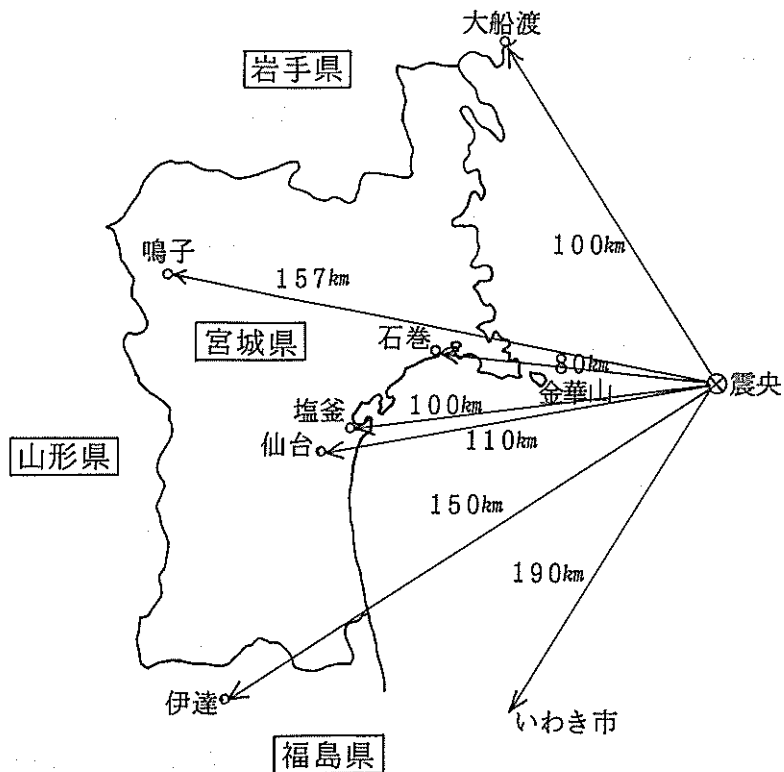 大船渡
岩手県
100km
鳴子
157km
石巻
宮城県
80km
震央
金華山
塩釜
100km
仙台
110km
山形県
150km
190km
伊達
いわき市
福島県